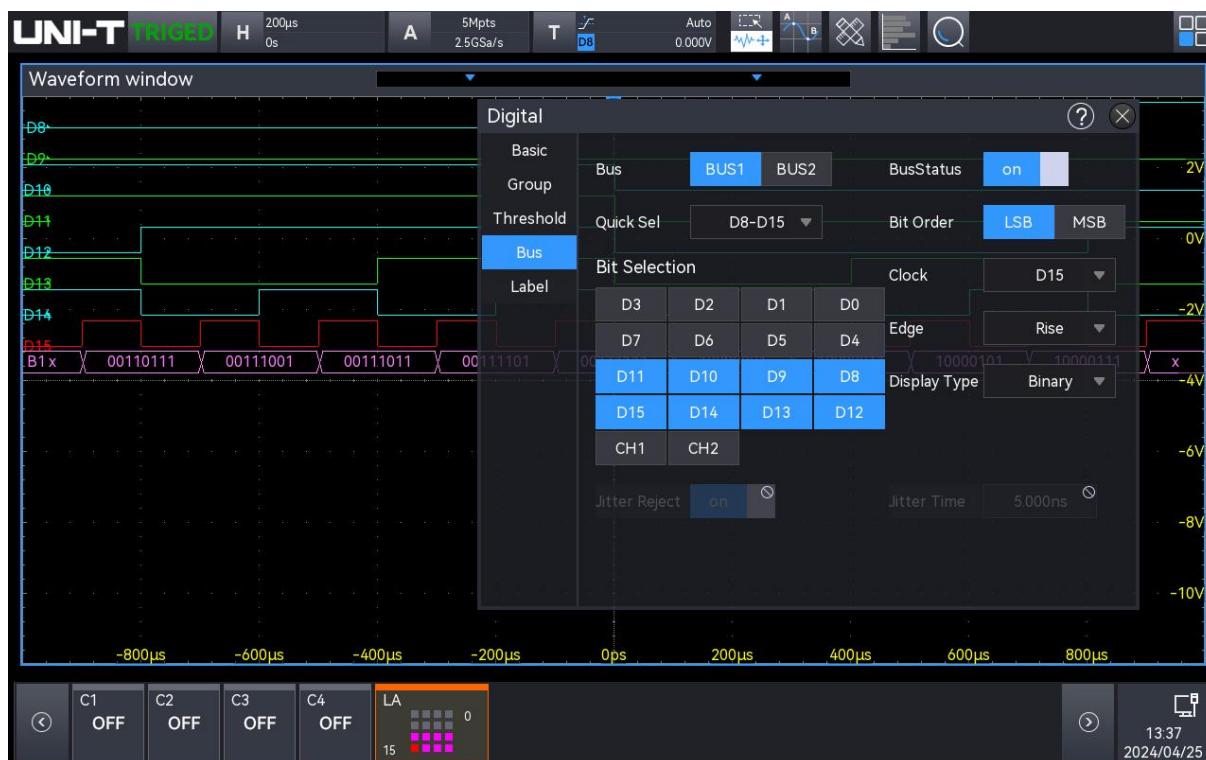 UNI-T TRIGED H 200μs 0s A 5Mpts 2.5GSa/s T D8 Auto 0.000V A B
Waveform window
Digital
Basic
Group
Threshold
Bus
Label
Bus BUS1 BUS2 BusStatus on
Quick Sel D8-D15 Bit Order LSB MSB
Bit Selection Clock D15
D3 D2 D1 D0
D7 D6 D5 D4 Edge Rise
D11 D10 D9 D8 Display Type Binary
D15 D14 D13 D12
CH1 CH2
Jitter Reject on Jitter Time 5.000ns
D8
D9
D10
D11
D12
D13
D14
D15
B1 x 00110111 00111001 00111011 00111101 10000101 10000111 x
2V
0V
-2V
-4V
-6V
-8V
-10V
-800μs -600μs -400μs -200μs 0ps 200μs 400μs 600μs 800μs
C1 OFF C2 OFF C3 OFF C4 OFF LA 0 15
13:37
2024/04/25